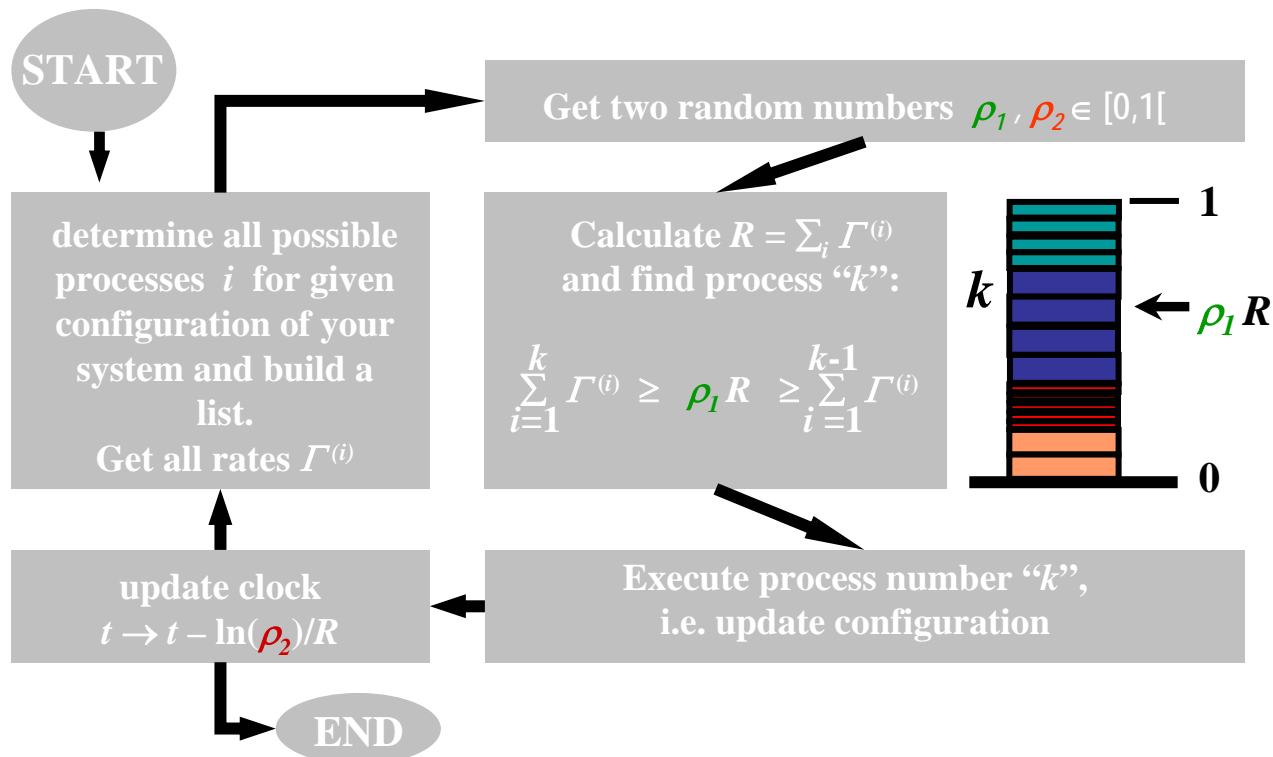 START
Get two random numbers ρ₁, ρ₂ ∈ [0,1[
determine all possible
processes i for given
configuration of your
system and build a
list.
Get all rates Γ⁽ⁱ⁾
Calculate R = ∑ᵢ Γ⁽ⁱ⁾
and find process “k”:
k k-1
∑ Γ⁽ⁱ⁾ ≥ ρ₁R ≥ ∑ Γ⁽ⁱ⁾
i=1 i =1
1
k
ρ₁R
0
Execute process number “k”,
i.e. update configuration
update clock
t → t – ln(ρ₂)/R
END